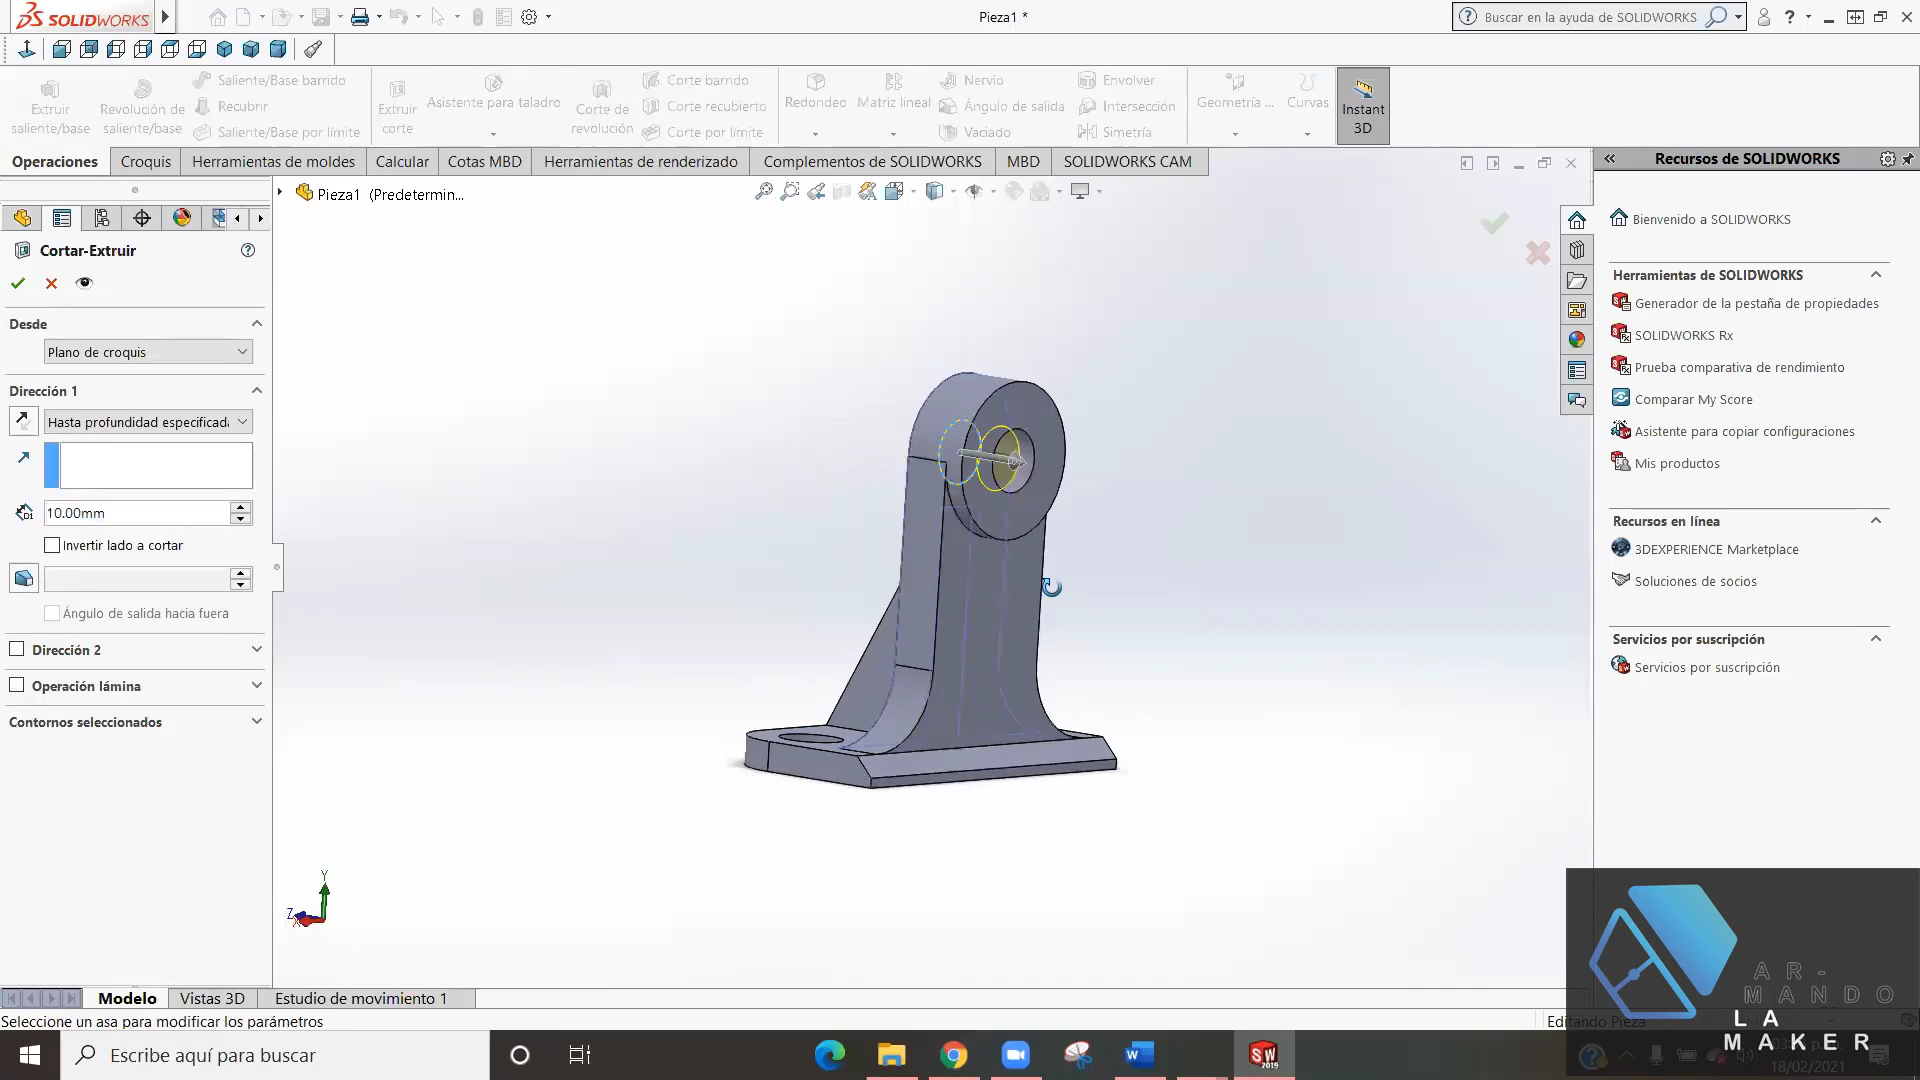 SOLIDWORKS
Pieza1 *
Buscar en la ayuda de SOLIDWORKS
Extruir saliente/base
Revolución de saliente/base
Saliente/Base barrido
Recubrir
Saliente/Base por límite
Extruir corte
Asistente para taladro
Corte de revolución
Corte barrido
Corte recubierto
Corte por límite
Redondeo
Matriz lineal
Nervio
Ángulo de salida
Vaciado
Envolver
Intersección
Simetría
Geometría ...
Curvas
Instant 3D
Operaciones
Croquis
Herramientas de moldes
Calcular
Cotas MBD
Herramientas de renderizado
Complementos de SOLIDWORKS
MBD
SOLIDWORKS CAM
Pieza1 (Predetermin...
Cortar-Extruir
Desde
Plano de croquis
Dirección 1
Hasta profundidad especificada
10.00mm
Invertir lado a cortar
Ángulo de salida hacia fuera
Dirección 2
Operación lámina
Contornos seleccionados
Y
Z
X
Recursos de SOLIDWORKS
Bienvenido a SOLIDWORKS
Herramientas de SOLIDWORKS
Generador de la pestaña de propiedades
SOLIDWORKS Rx
Prueba comparativa de rendimiento
Comparar My Score
Asistente para copiar configuraciones
Mis productos
Recursos en línea
3DEXPERIENCE Marketplace
Soluciones de socios
Servicios por suscripción
Servicios por suscripción
Modelo
Vistas 3D
Estudio de movimiento 1
Seleccione un asa para modificar los parámetros
Editando Pieza
AR-
MANDO
LA
MAKER
Escribe aquí para buscar
SW 2019
18/02/2021